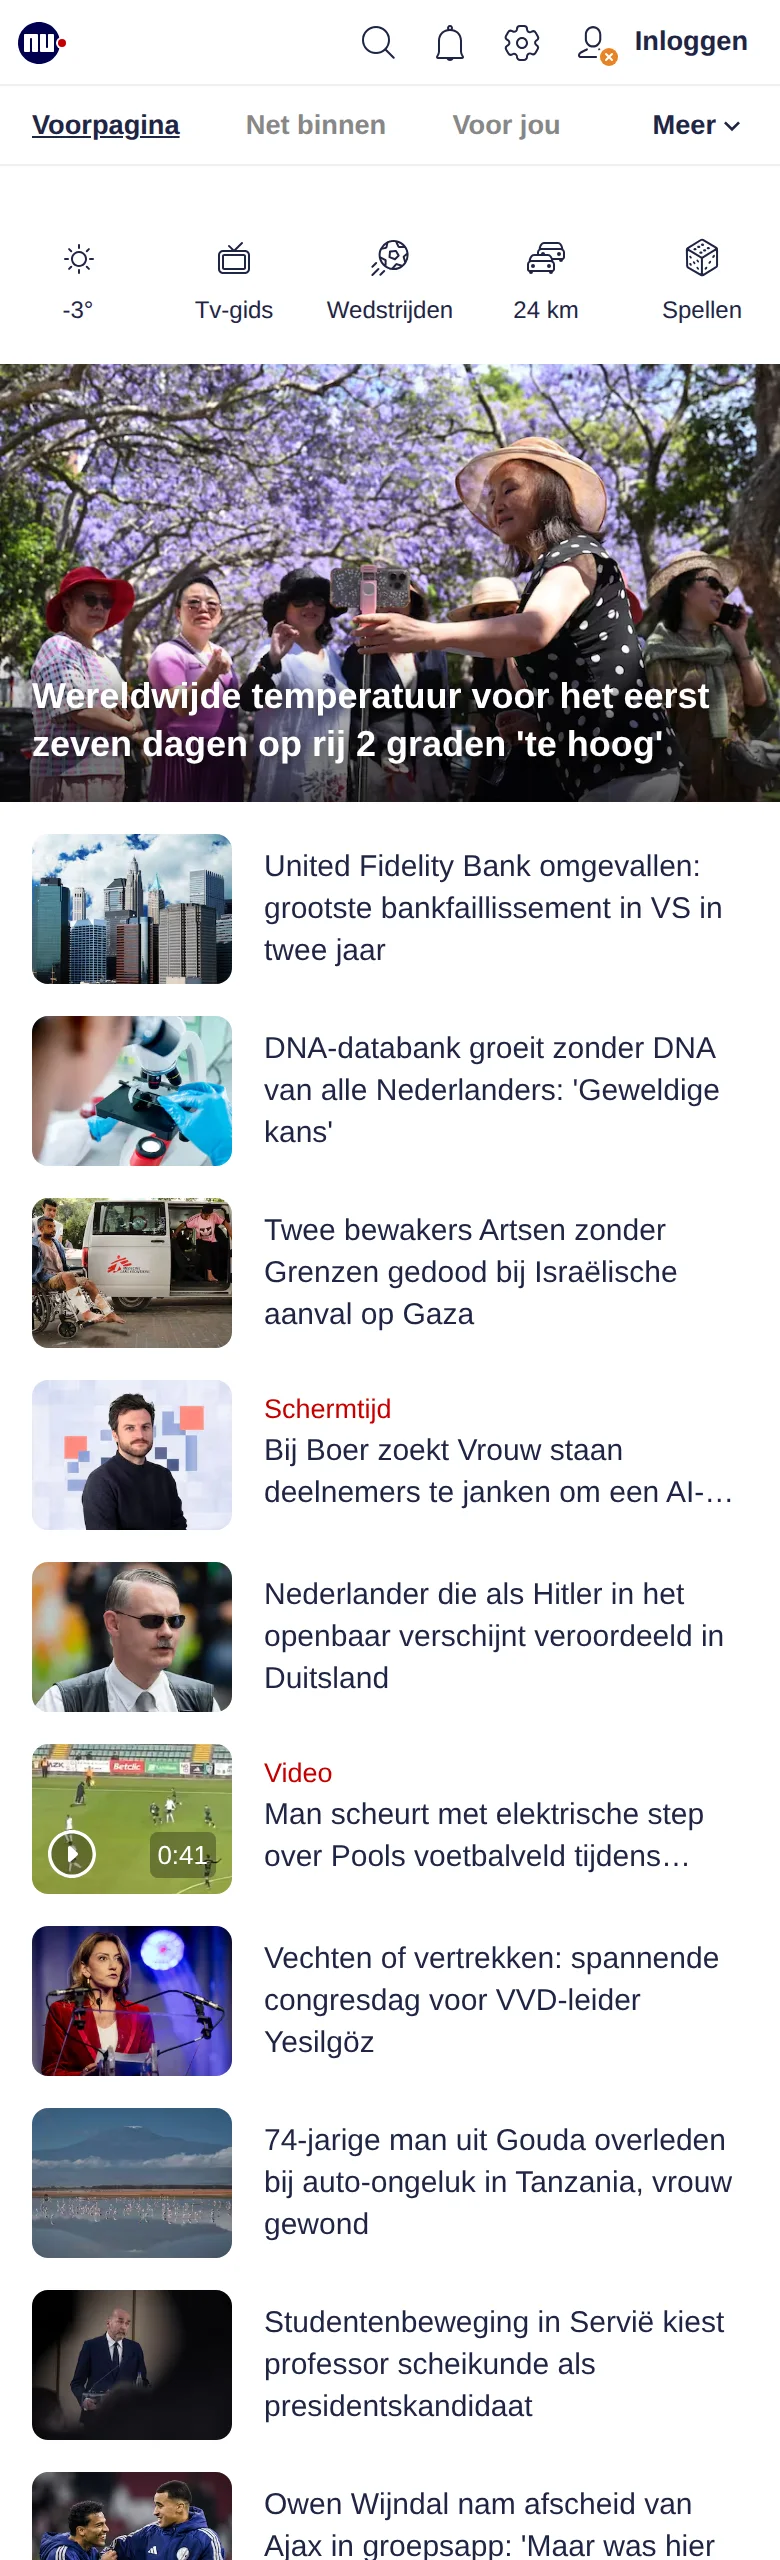 nu
Inloggen
Voorpagina
Net binnen
Voor jou
Meer
-3°
Tv-gids
Wedstrijden
24 km
Spellen
Wereldwijde temperatuur voor het eerst
zeven dagen op rij 2 graden 'te hoog'
United Fidelity Bank omgevallen:
grootste bankfaillissement in VS in
twee jaar
DNA-databank groeit zonder DNA
van alle Nederlanders: 'Geweldige
kans'
Twee bewakers Artsen zonder
Grenzen gedood bij Israëlische
aanval op Gaza
Schermtijd
Bij Boer zoekt Vrouw staan
deelnemers te janken om een AI-…
Nederlander die als Hitler in het
openbaar verschijnt veroordeeld in
Duitsland
Betclic
0:41
Video
Man scheurt met elektrische step
over Pools voetbalveld tijdens…
Vechten of vertrekken: spannende
congresdag voor VVD-leider
Yesilgöz
74-jarige man uit Gouda overleden
bij auto-ongeluk in Tanzania, vrouw
gewond
Studentenbeweging in Servië kiest
professor scheikunde als
presidentskandidaat
Owen Wijndal nam afscheid van
Ajax in groepsapp: 'Maar was hier